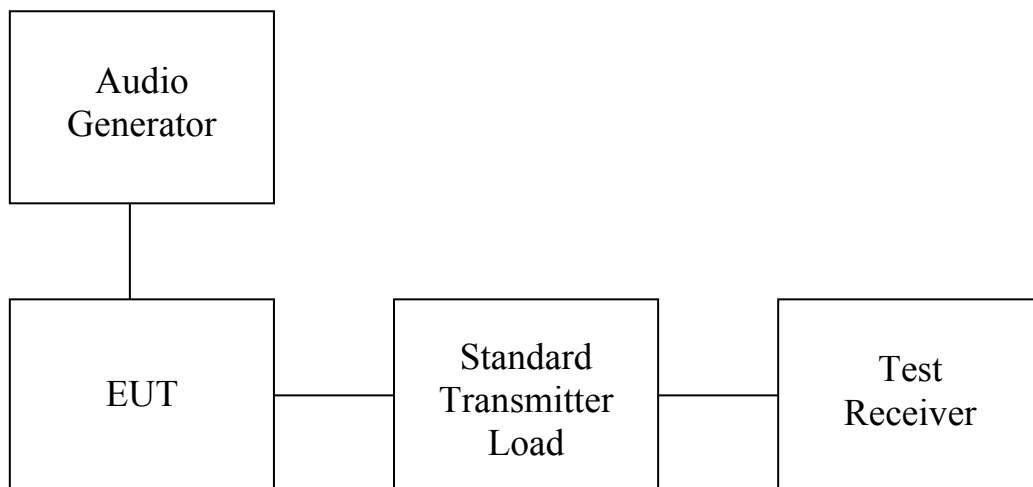 Audio
Generator
EUT
Standard
Transmitter
Load
Test
Receiver